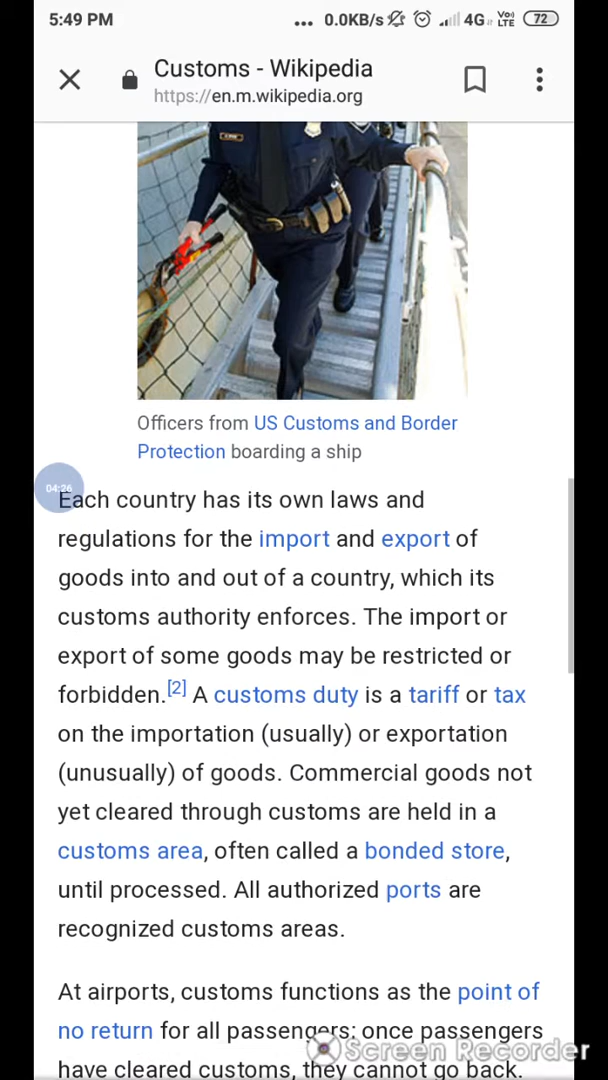 5:49 PM ... 0.0KB/s 4G Vo) LTE 72
Customs - Wikipedia
https://en.m.wikipedia.org
Officers from US Customs and Border
Protection boarding a ship
04:26
Each country has its own laws and
regulations for the import and export of
goods into and out of a country, which its
customs authority enforces. The import or
export of some goods may be restricted or
forbidden.[2] A customs duty is a tariff or tax
on the importation (usually) or exportation
(unusually) of goods. Commercial goods not
yet cleared through customs are held in a
customs area, often called a bonded store,
until processed. All authorized ports are
recognized customs areas.
At airports, customs functions as the point of
no return for all passengers; once passengers
have cleared customs, they cannot go back.
Screen Recorder